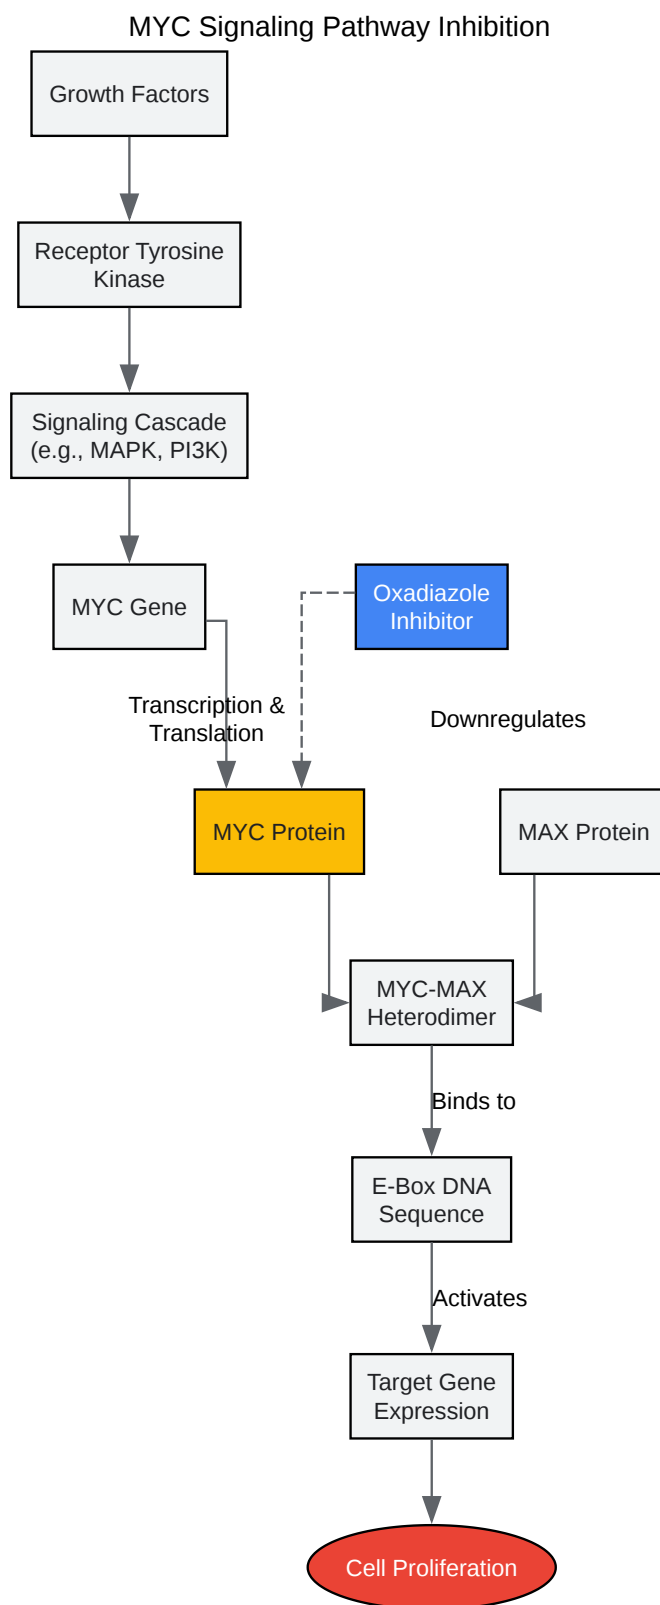 MYC Signaling Pathway Inhibition
Growth Factors
Receptor Tyrosine
Kinase
Signaling Cascade
(e.g., MAPK, PI3K)
MYC Gene
Oxadiazole
Inhibitor
Transcription &
Translation
Downregulates
MYC Protein
MAX Protein
MYC-MAX
Heterodimer
Binds to
E-Box DNA
Sequence
Activates
Target Gene
Expression
Cell Proliferation